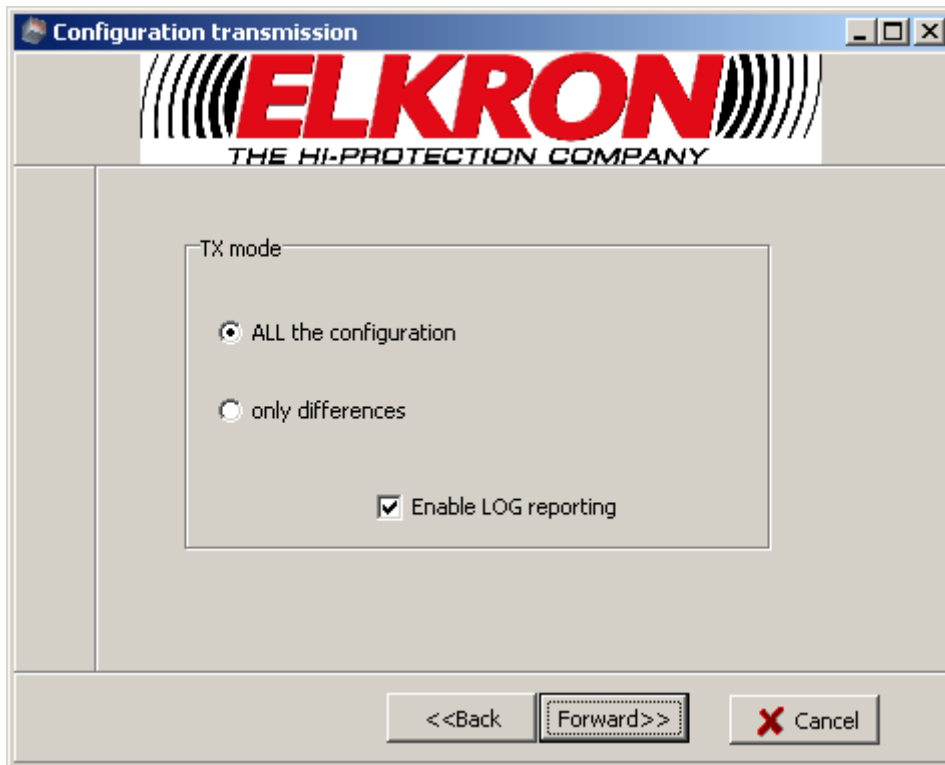 Configuration transmission
ELKRON
THE HI-PROTECTION COMPANY
TX mode
ALL the configuration
only differences
Enable LOG reporting
<<Back
Forward>>
Cancel